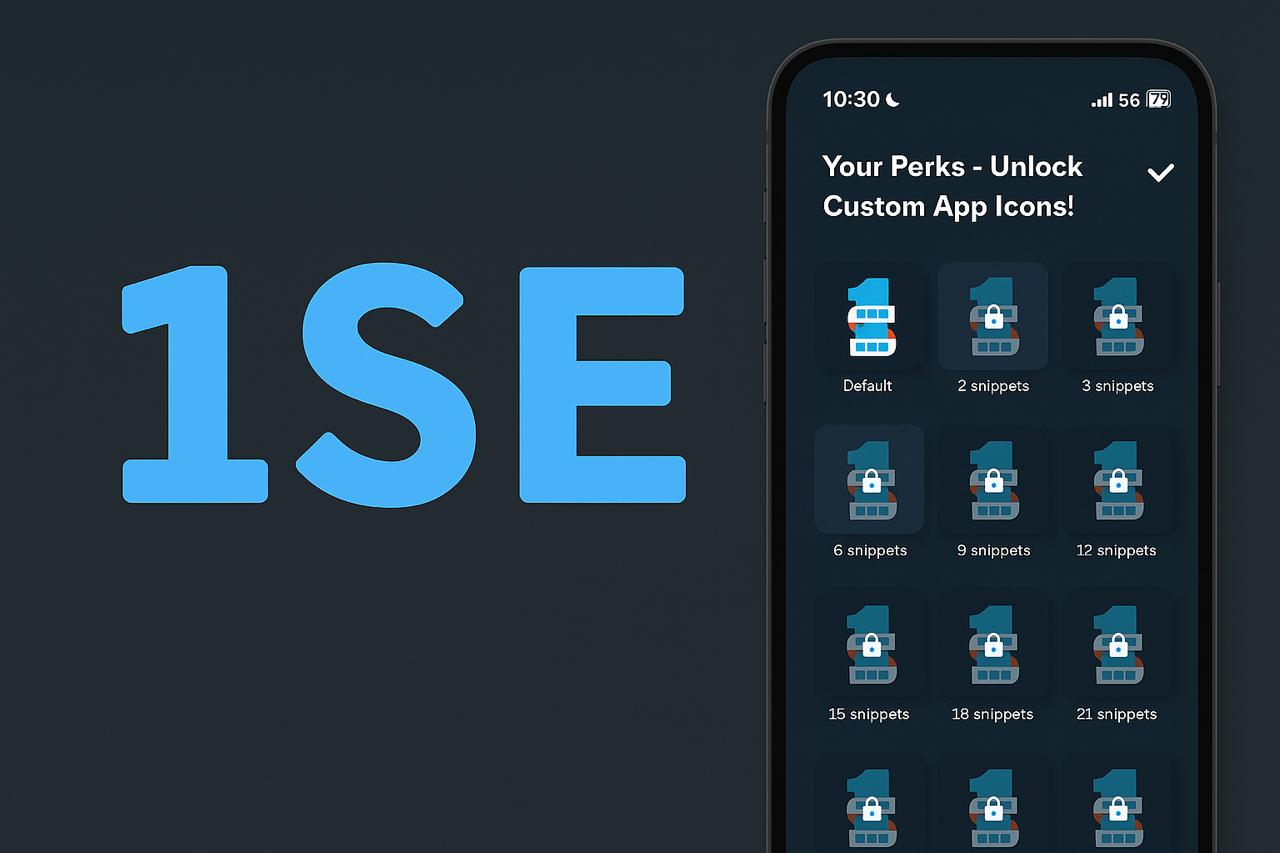 1SE
10:30
56 79
Your Perks - Unlock
Custom App Icons!
Default
2 snippets
3 snippets
6 snippets
9 snippets
12 snippets
15 snippets
18 snippets
21 snippets